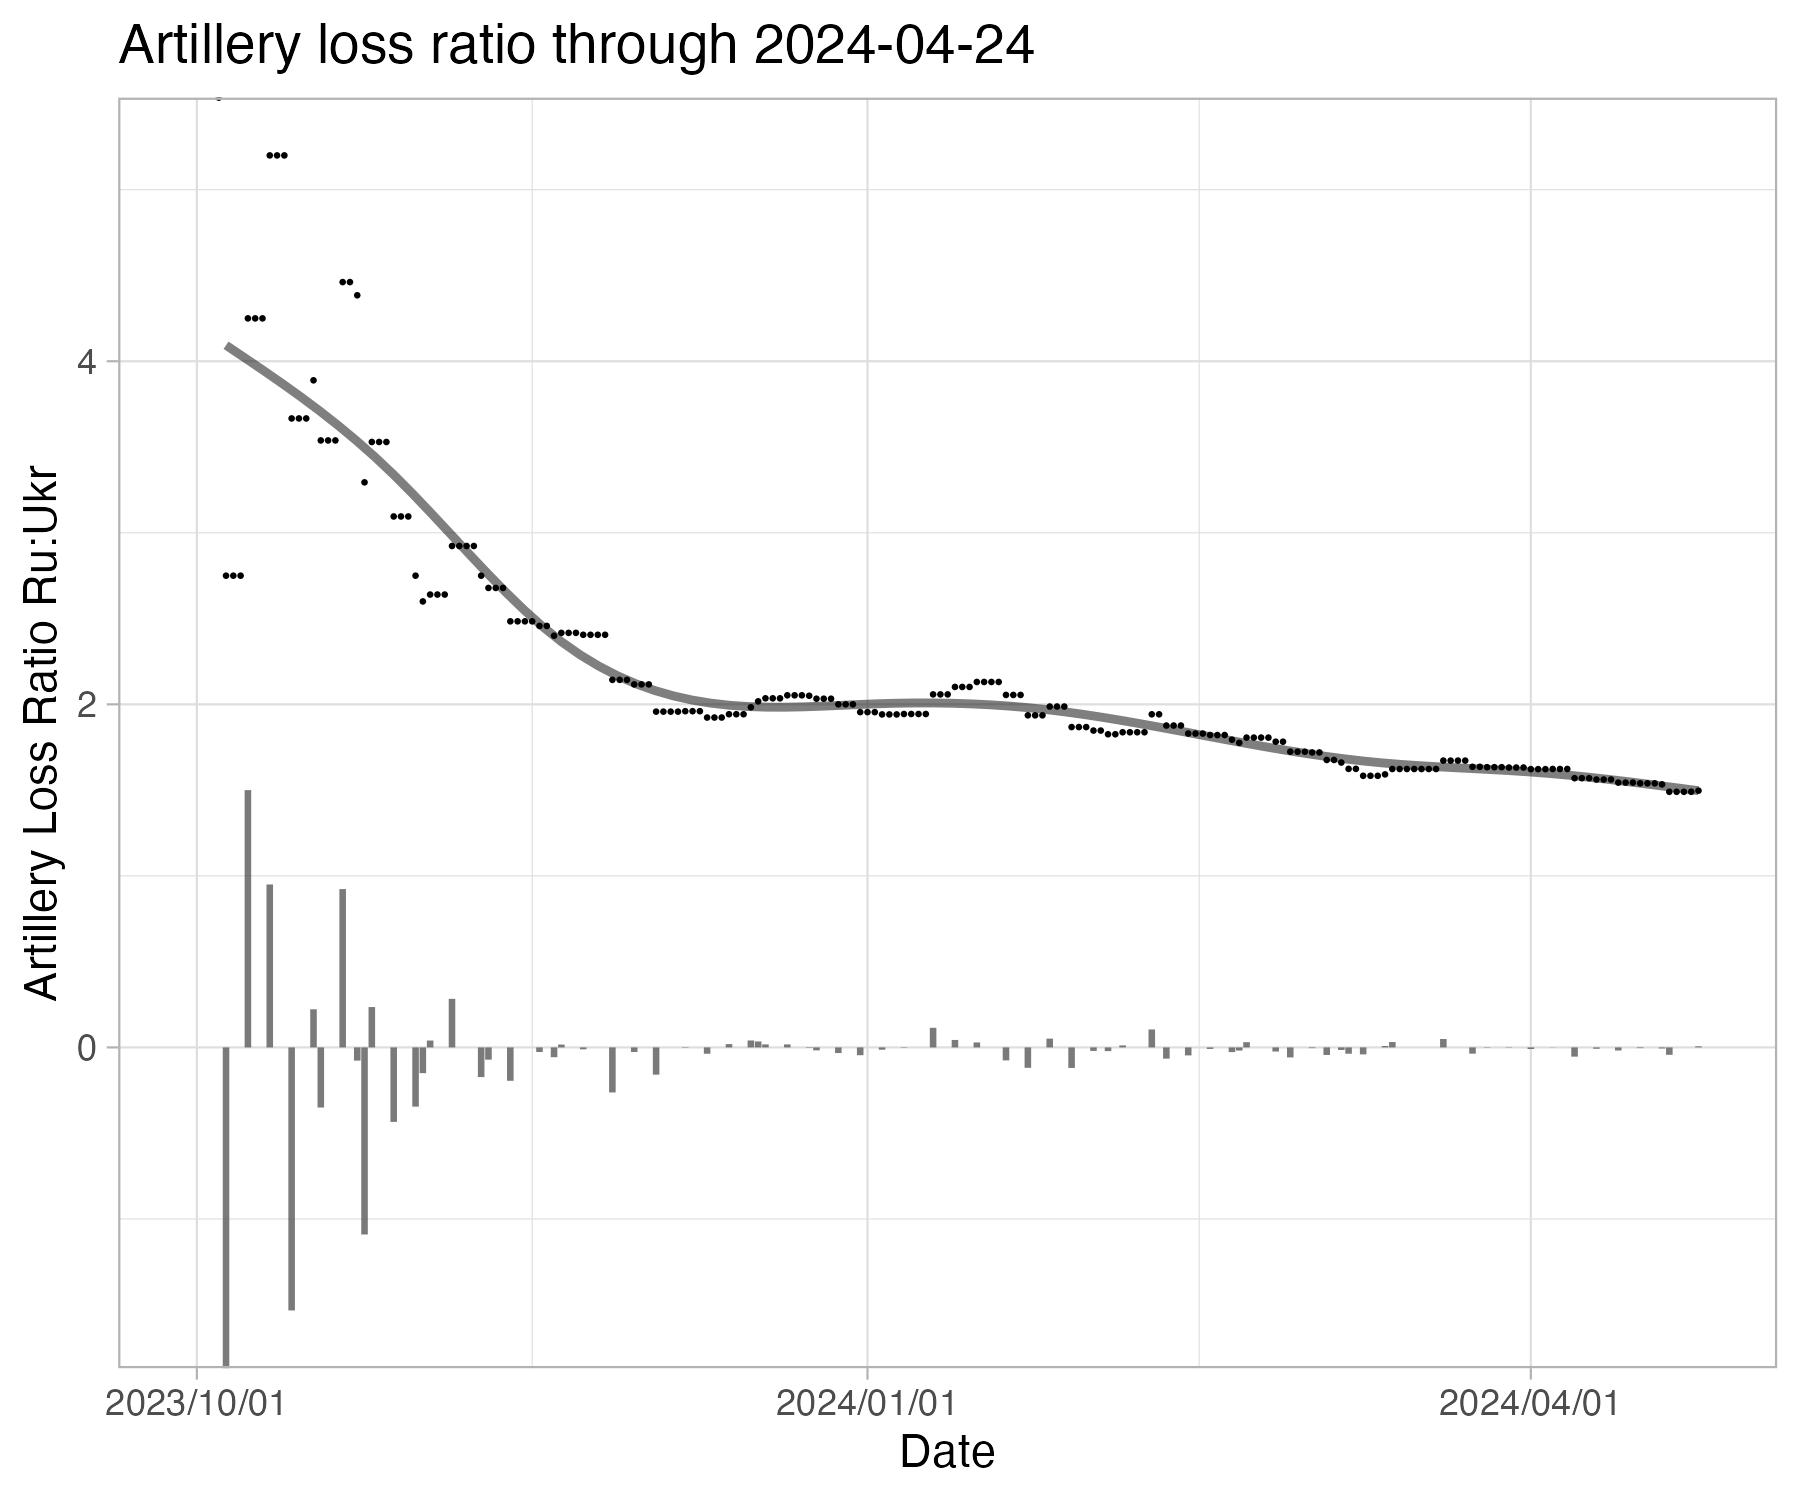 Artillery loss ratio through 2024-04-24
Artillery Loss Ratio Ru:Ukr
4
2
0
2023/10/01
2024/01/01
2024/04/01
Date